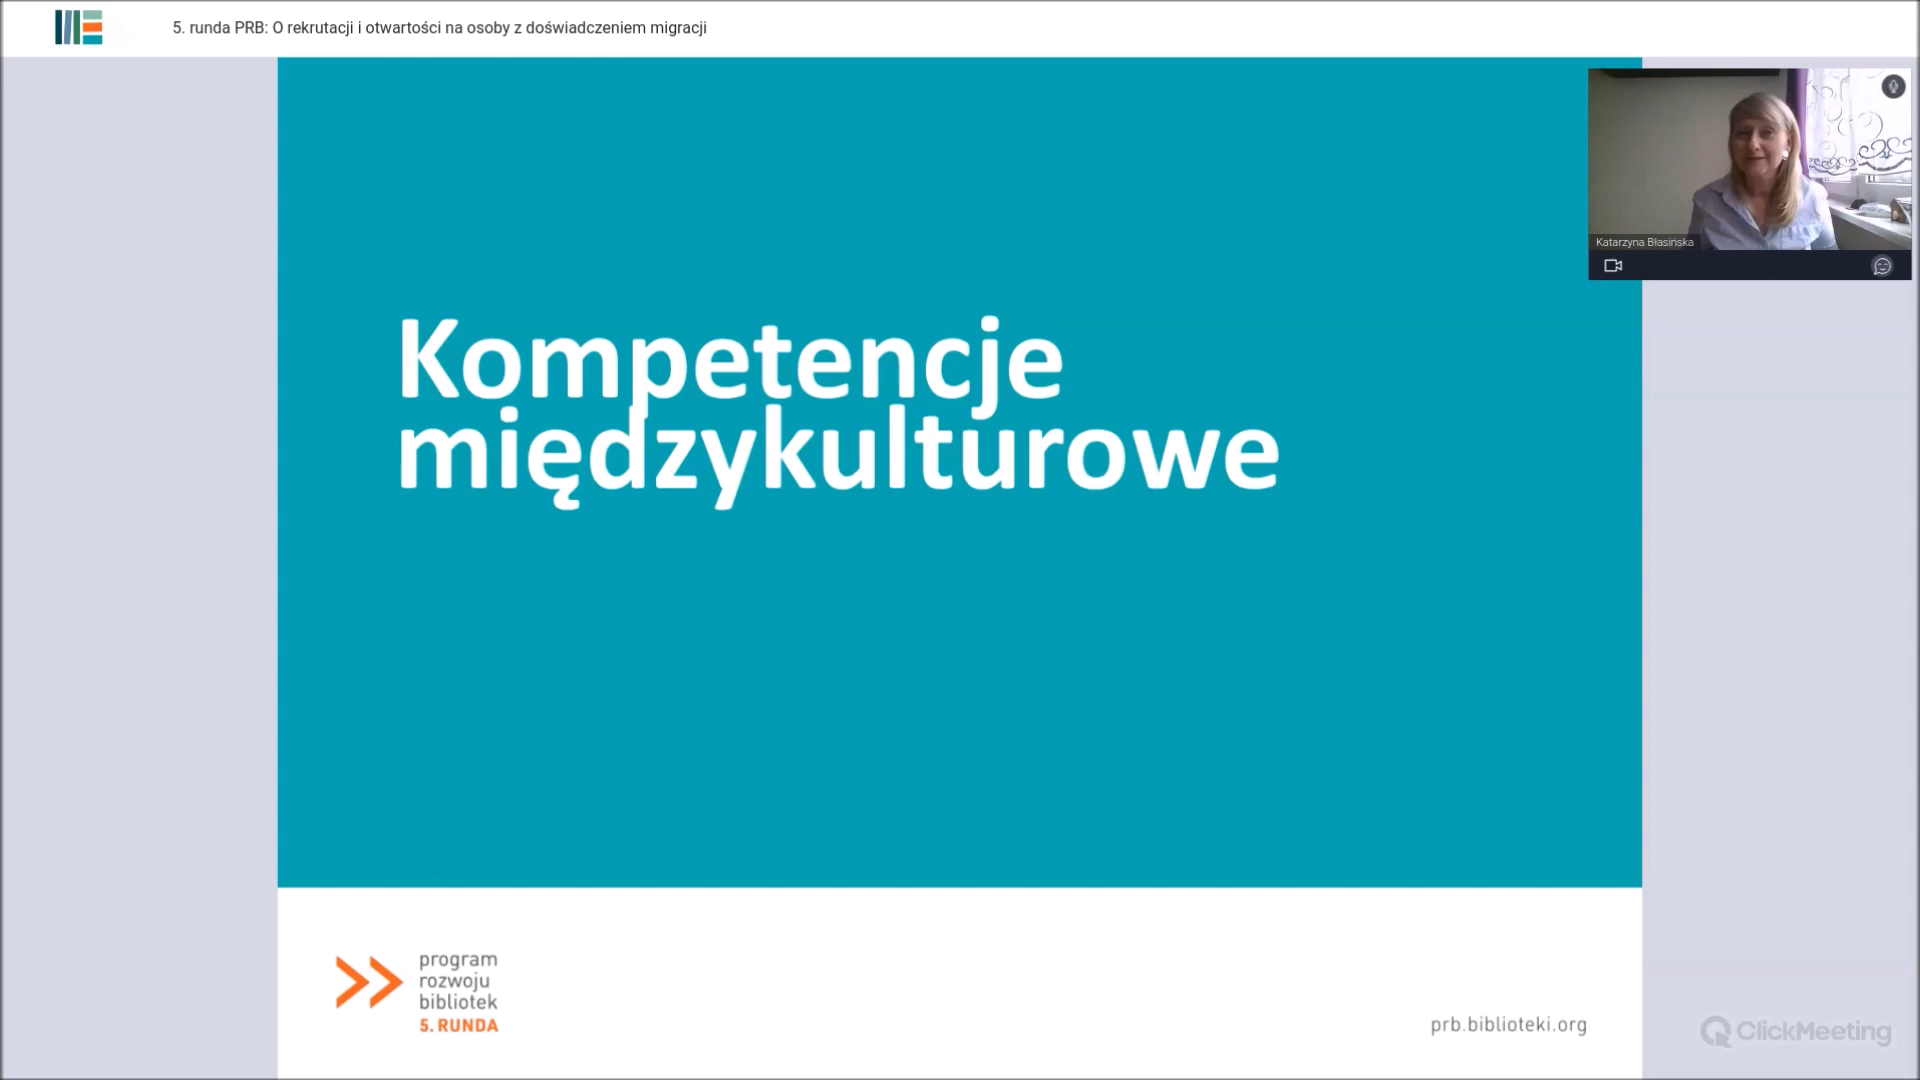 5. runda PRB: O rekrutacji i otwartości na osoby z doświadczeniem migracji
Katarzyna Błasińska
Kompetencje
międzykulturowe
program
rozwoju
bibliotek
5. RUNDA
prb.biblioteki.org
ClickMeeting